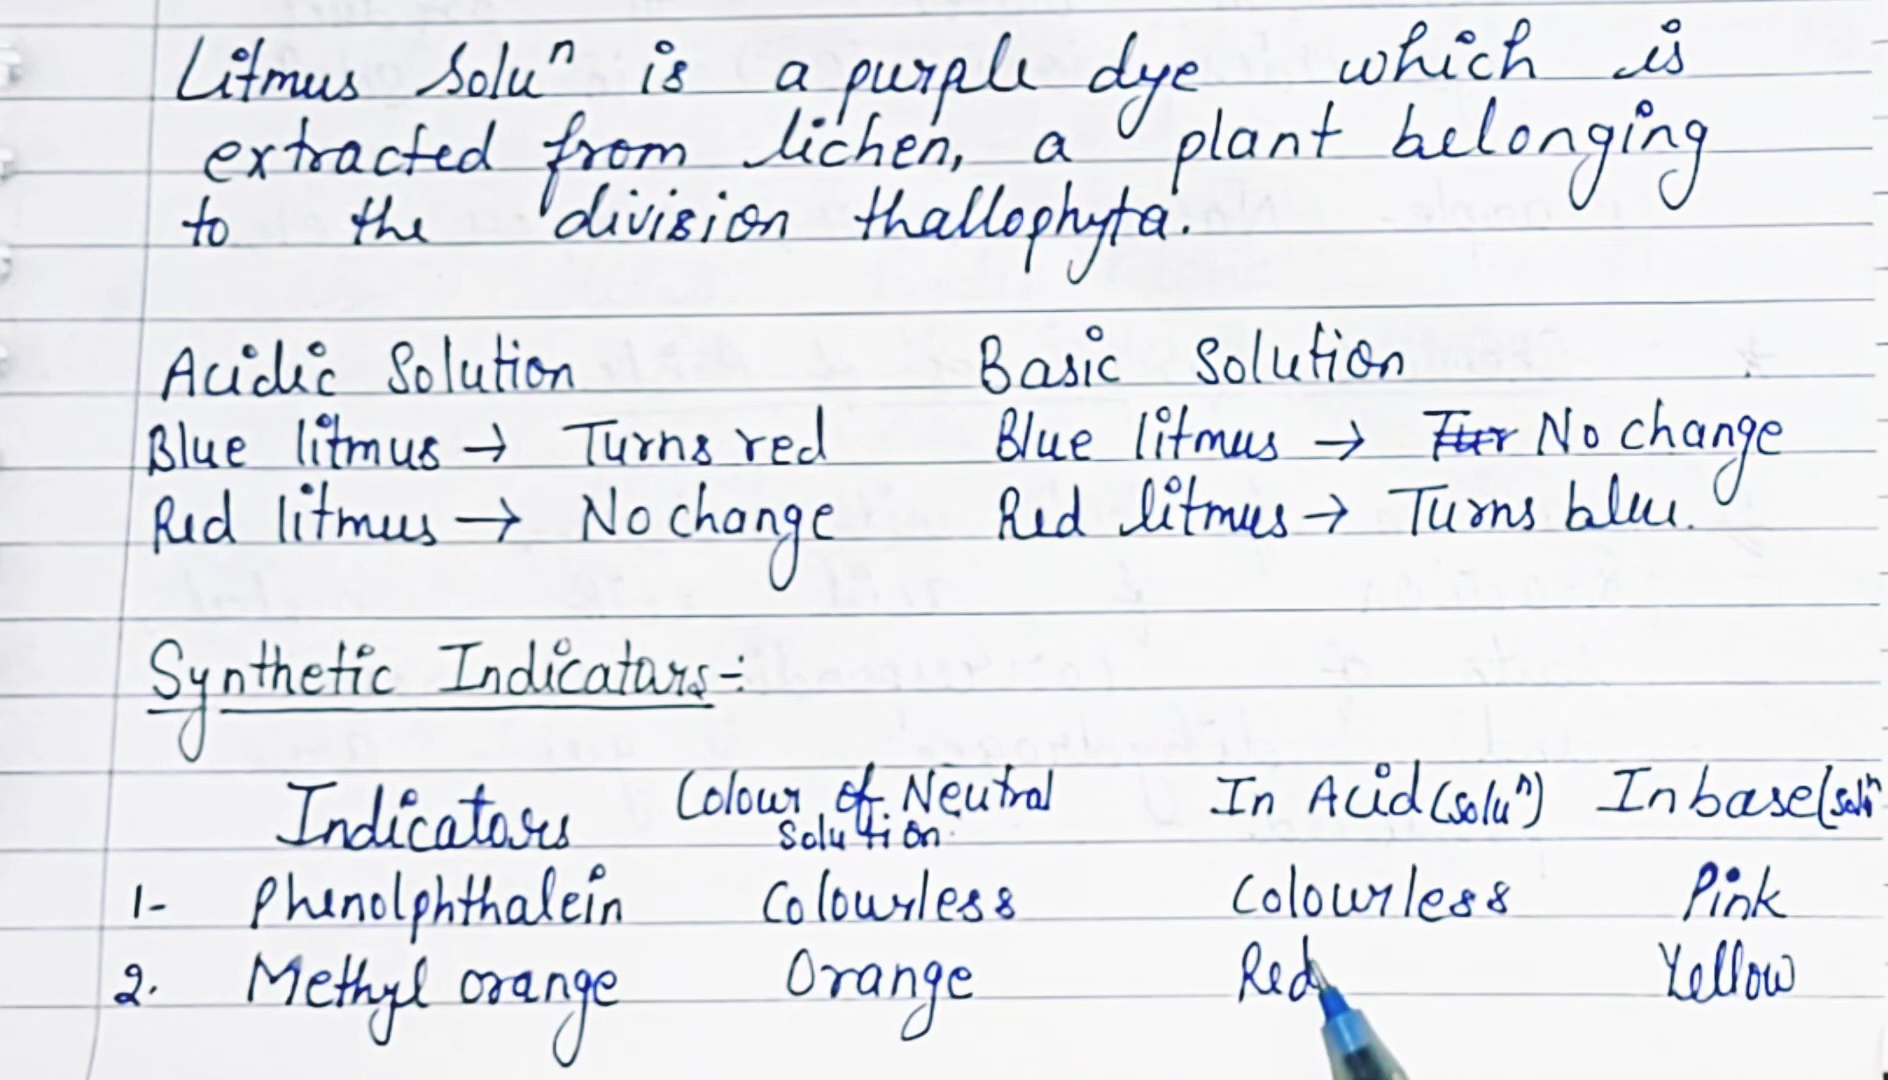 Litmus Soluⁿ is a purple dye which is
extracted from lichen, a plant belonging
to the division thallophyta.
Acidic Solution Basic Solution
Blue litmus → Turns red Blue litmus → No change
Red litmus → No change Red litmus → Turns blue.
Synthetic Indicators :-
Indicators Colour of Neutral Solution In Acid (soluⁿ) In base (soluⁿ
1- Phenolphthalein Colourless Colourless Pink
2. Methyl orange Orange Red Yellow